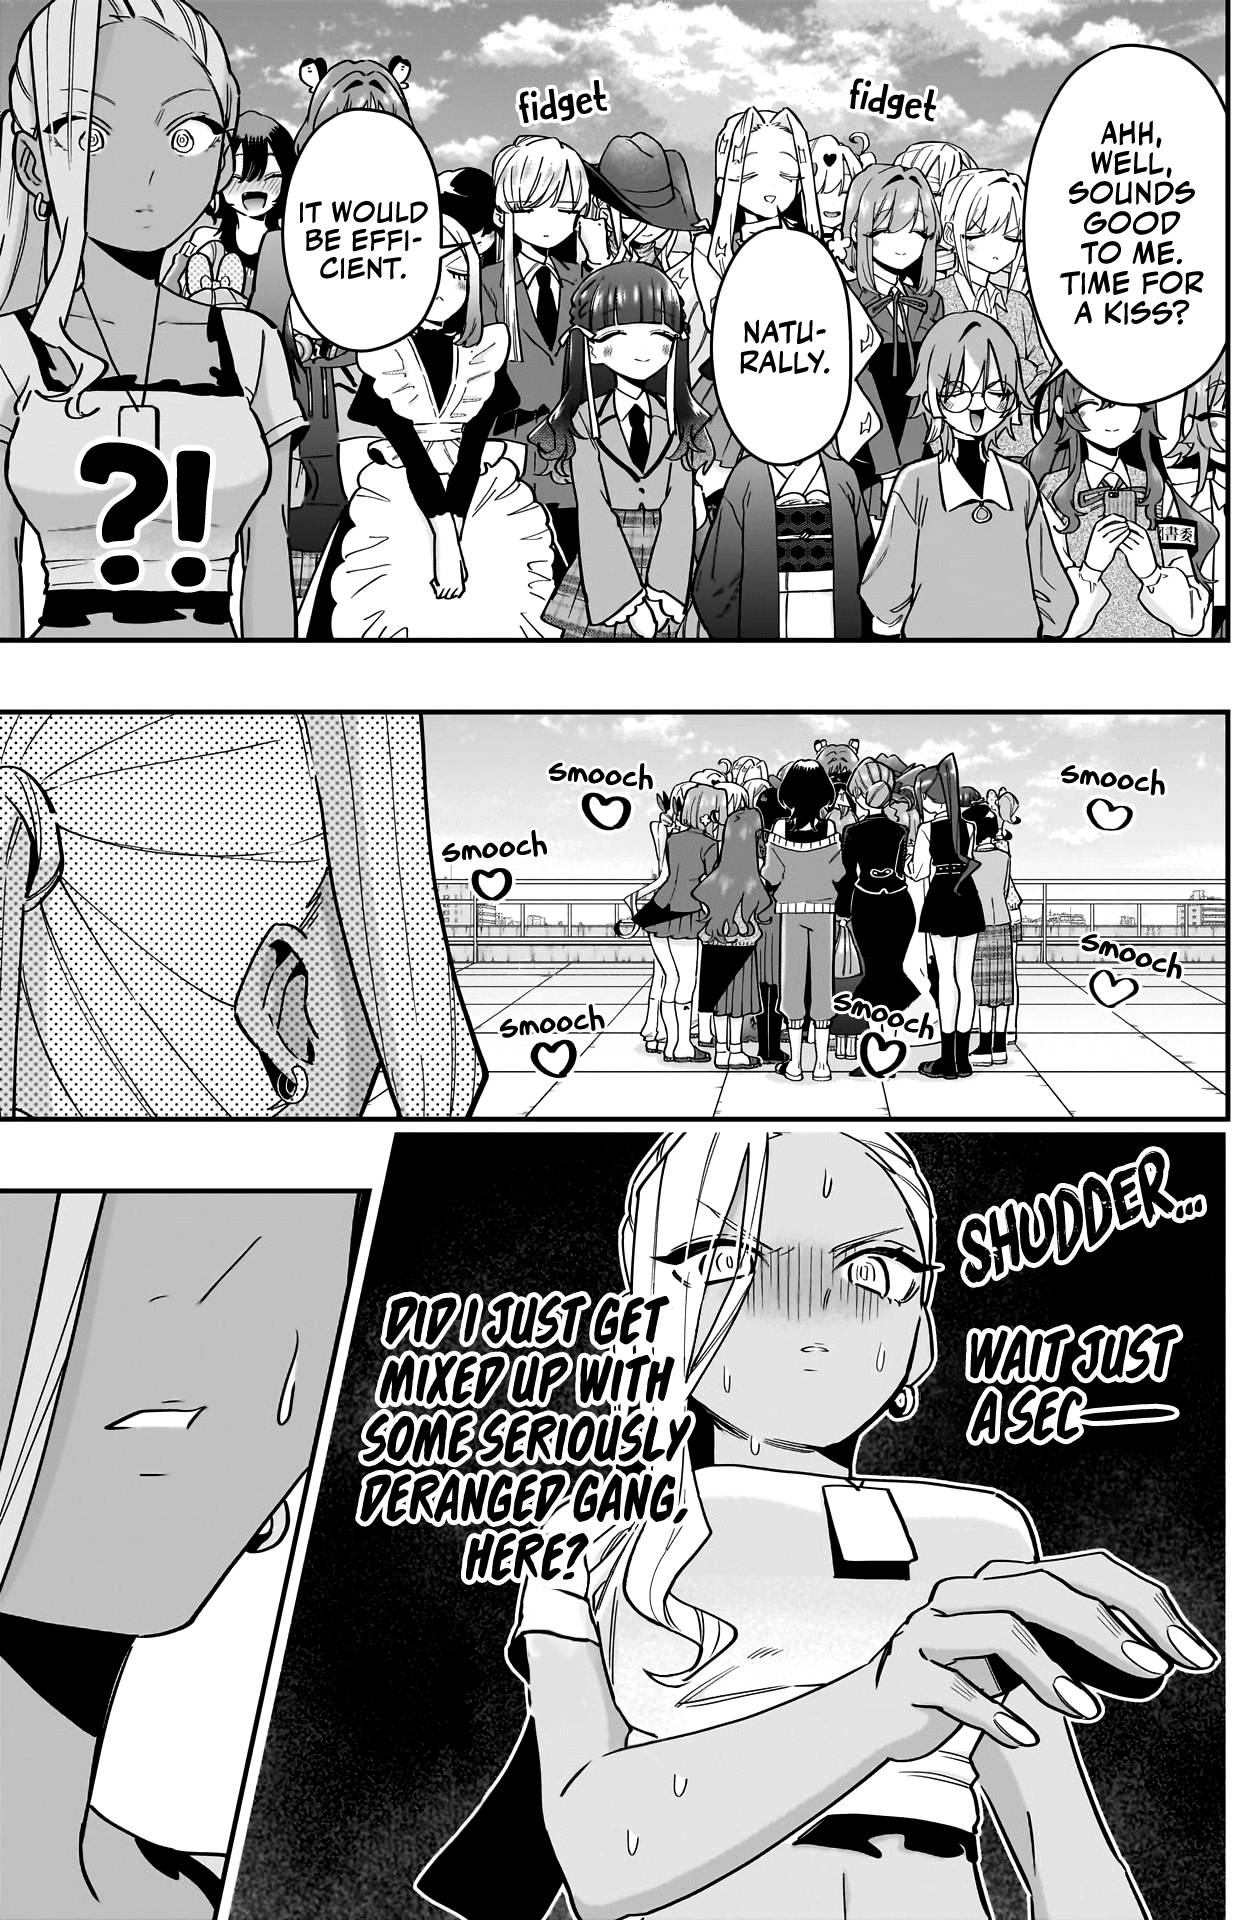 AHH,
WELL,
SOUNDS
GOOD
TO ME.
TIME FOR
A KISS?
fidget
fidget
NATU-
RALLY.
IT WOULD
BE EFFI-
CIENT.
?!
書委
smooch
smooch
smooch
smooch
smooch
smooch
SHUDDER...
WAIT JUST
A SEC—
DID I JUST GET
MIXED UP WITH
SOME SERIOUSLY
DERANGED GANG,
HERE?